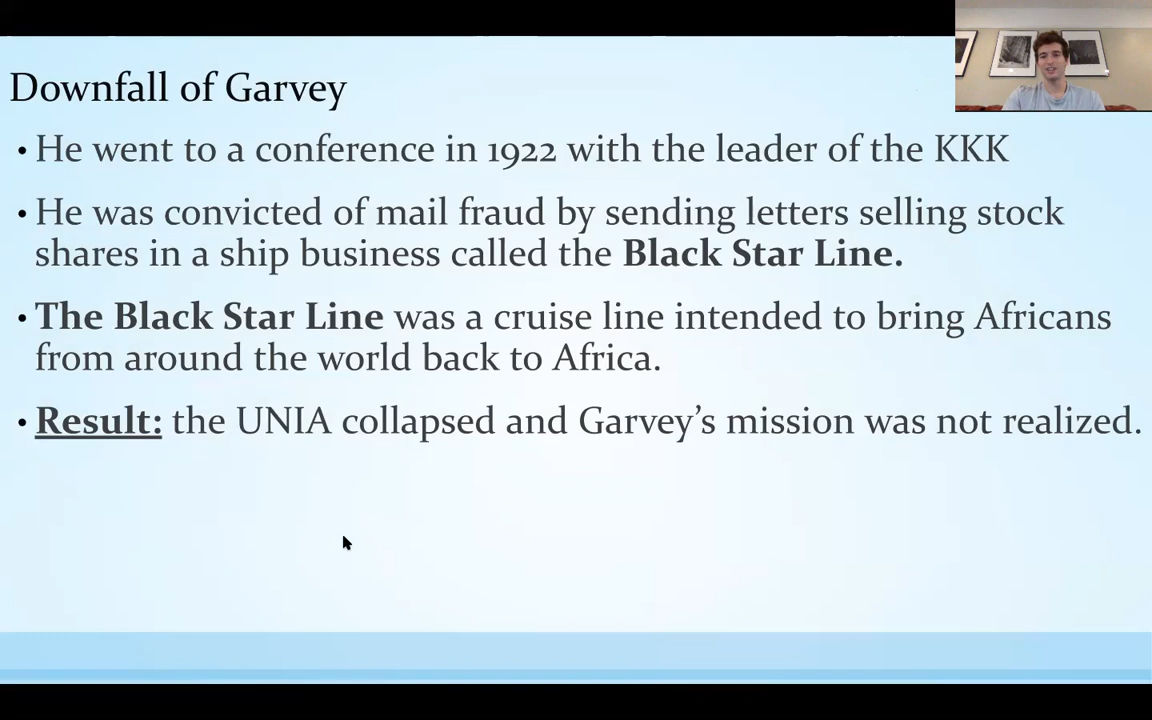 Downfall of Garvey
• He went to a conference in 1922 with the leader of the KKK
• He was convicted of mail fraud by sending letters selling stock
shares in a ship business called the Black Star Line.
• The Black Star Line was a cruise line intended to bring Africans
from around the world back to Africa.
• Result: the UNIA collapsed and Garvey’s mission was not realized.